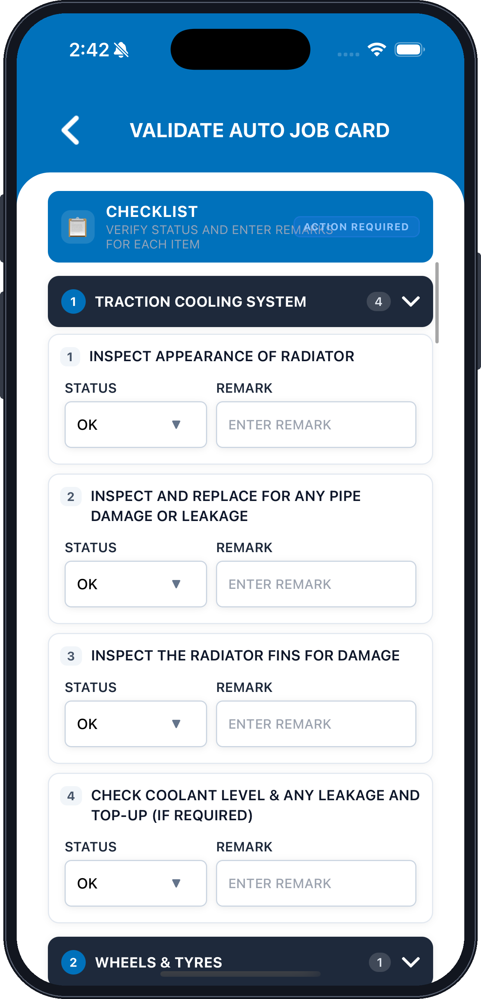 2:42
VALIDATE AUTO JOB CARD
CHECKLIST
VERIFY STATUS AND ENTER REMARKS
FOR EACH ITEM
ACTION REQUIRED
1 TRACTION COOLING SYSTEM 4
1 INSPECT APPEARANCE OF RADIATOR
STATUS REMARK
OK ▼ ENTER REMARK
2 INSPECT AND REPLACE FOR ANY PIPE
DAMAGE OR LEAKAGE
STATUS REMARK
OK ▼ ENTER REMARK
3 INSPECT THE RADIATOR FINS FOR DAMAGE
STATUS REMARK
OK ▼ ENTER REMARK
4 CHECK COOLANT LEVEL & ANY LEAKAGE AND
TOP-UP (IF REQUIRED)
STATUS REMARK
OK ▼ ENTER REMARK
2 WHEELS & TYRES 1